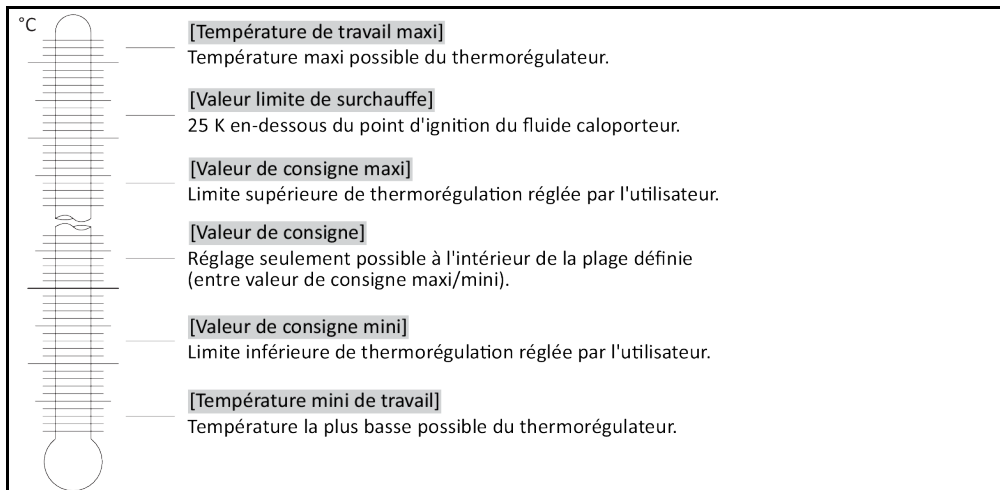 °C
[Température de travail maxi]
Température maxi possible du thermorégulateur.
[Valeur limite de surchauffe]
25 K en-dessous du point d'ignition du fluide caloporteur.
[Valeur de consigne maxi]
Limite supérieure de thermorégulation réglée par l'utilisateur.
[Valeur de consigne]
Réglage seulement possible à l'intérieur de la plage définie
(entre valeur de consigne maxi/mini).
[Valeur de consigne mini]
Limite inférieure de thermorégulation réglée par l'utilisateur.
[Température mini de travail]
Température la plus basse possible du thermorégulateur.